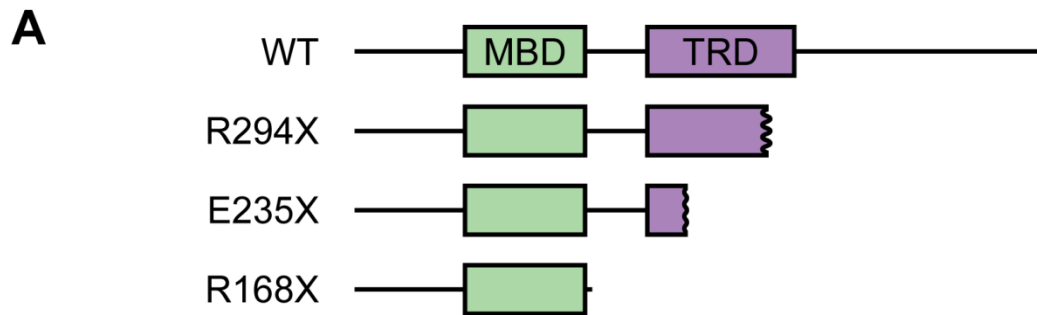 A
WT MBD TRD
R294X
E235X
R168X